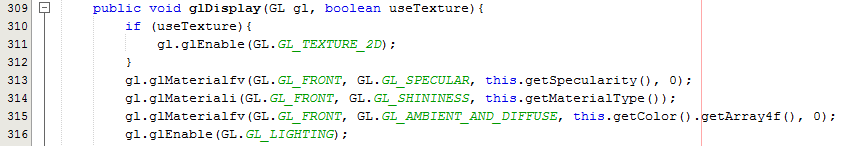 309 public void glDisplay(GL gl, boolean useTexture){
310 if (useTexture){
311 gl.glEnable(GL.GL_TEXTURE_2D);
312 }
313 gl.glMaterialfv(GL.GL_FRONT, GL.GL_SPECULAR, this.getSpecularity(), 0);
314 gl.glMateriali(GL.GL_FRONT, GL.GL_SHININESS, this.getMaterialType());
315 gl.glMaterialfv(GL.GL_FRONT, GL.GL_AMBIENT_AND_DIFFUSE, this.getColor().getArray4f(), 0);
316 gl.glEnable(GL.GL_LIGHTING);